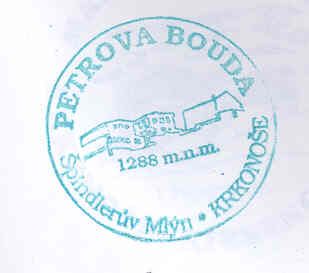 PETROVA BOUDA
1288 m.n.m.
Špindlerův Mlýn • KRKONOŠE